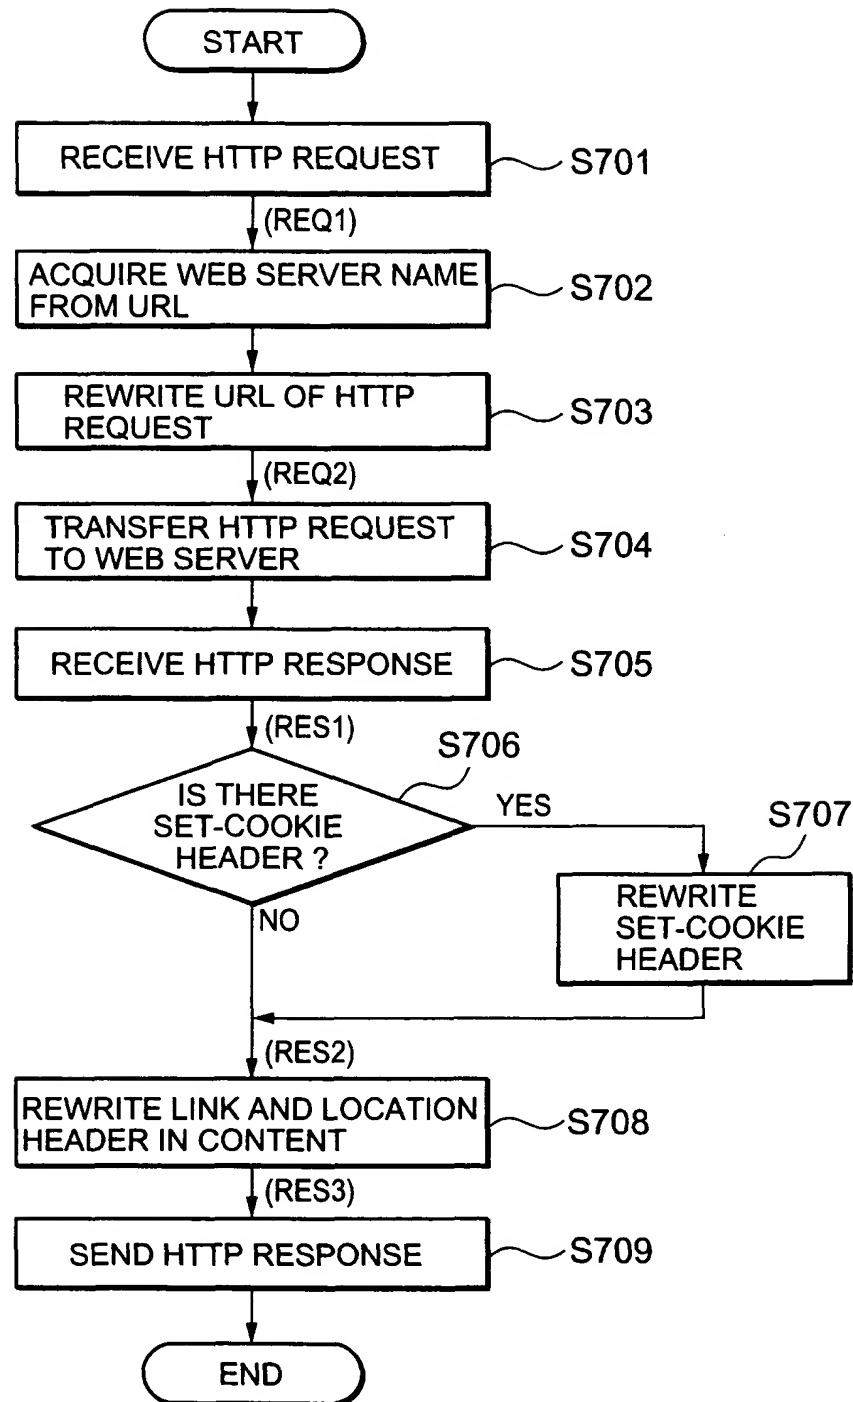 START
RECEIVE HTTP REQUEST
S701
(REQ1)
ACQUIRE WEB SERVER NAME
FROM URL
S702
REWRITE URL OF HTTP
REQUEST
S703
(REQ2)
TRANSFER HTTP REQUEST
TO WEB SERVER
S704
RECEIVE HTTP RESPONSE
S705
(RES1)
S706
IS THERE
SET-COOKIE
HEADER ?
YES
S707
REWRITE
SET-COOKIE
HEADER
NO
(RES2)
REWRITE LINK AND LOCATION
HEADER IN CONTENT
S708
(RES3)
SEND HTTP RESPONSE
S709
END